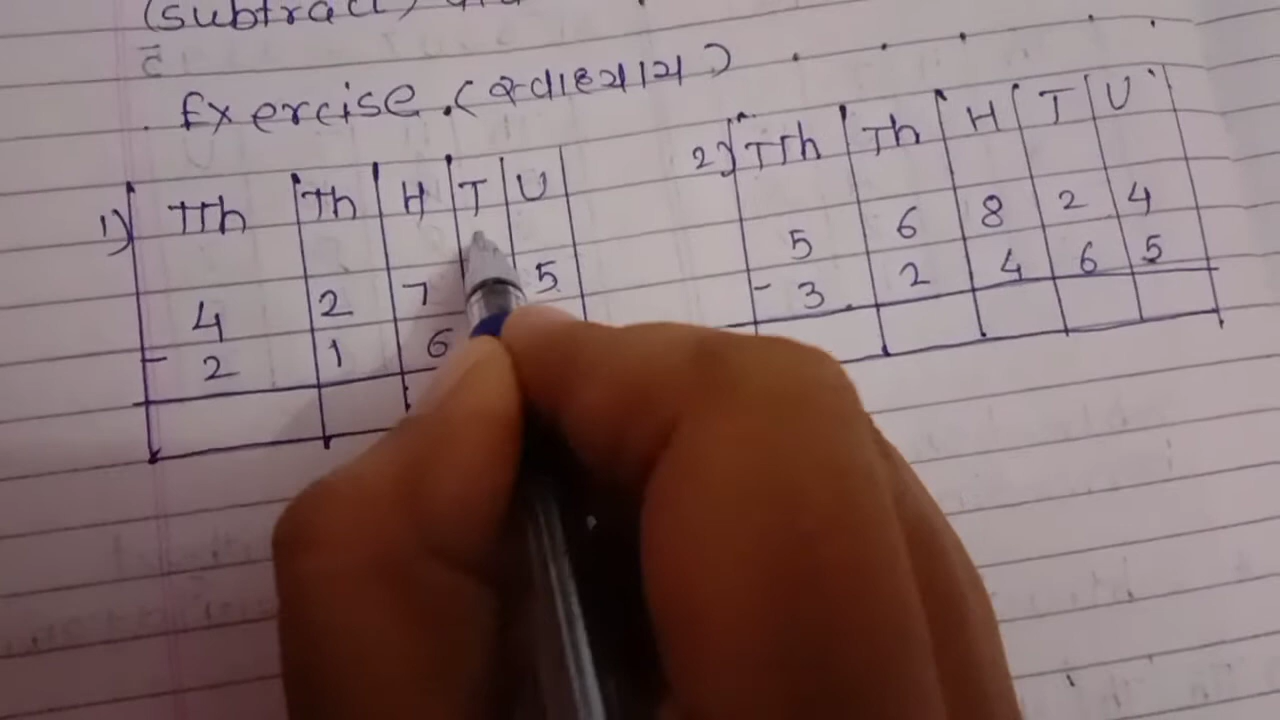 (subtract)
Exercise. (स्वाध्याय)
1) TTh Th H T U
4 2 7 5
- 2 1 6
2) TTh Th H T U
5 6 8 2 4
- 3 2 4 6 5